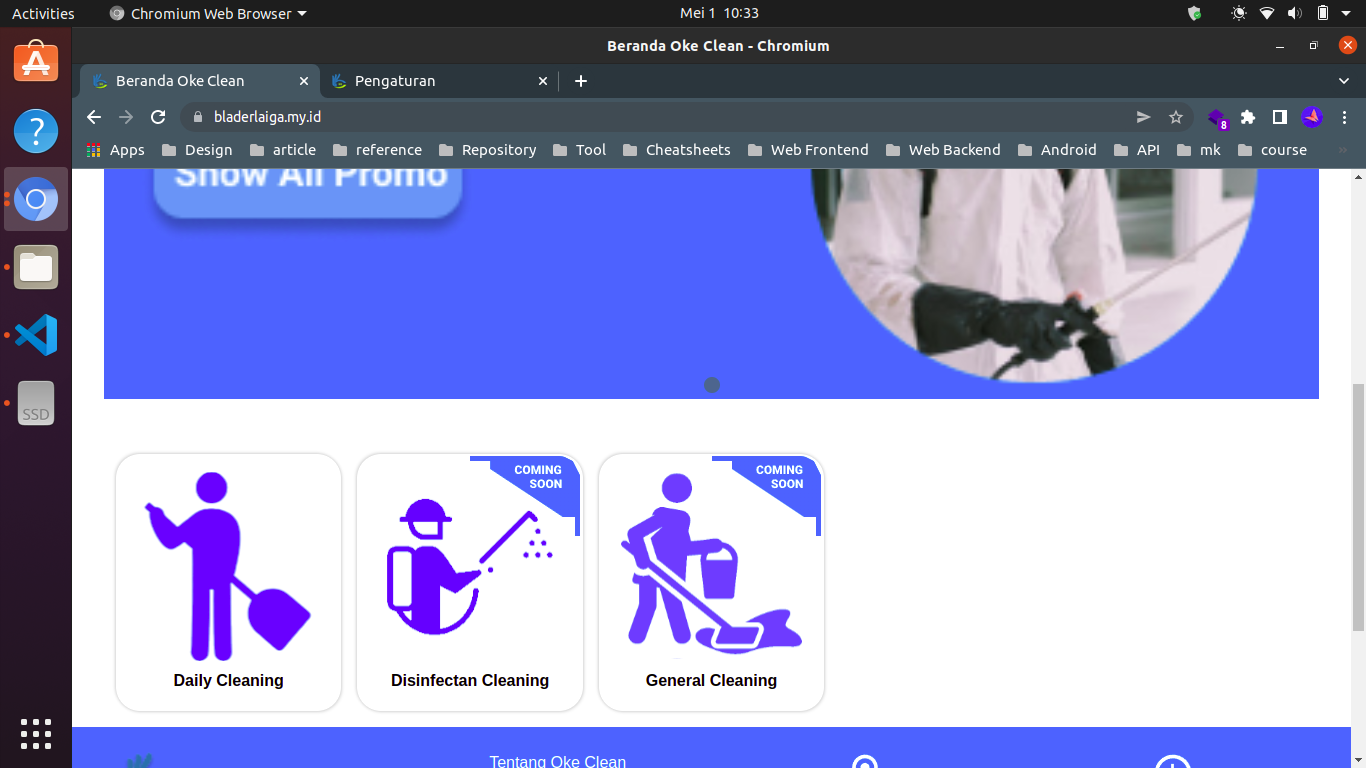 Activities
Chromium Web Browser
Mei 1 10:33
Beranda Oke Clean - Chromium
Beranda Oke Clean
Pengaturan
bladerlaiga.my.id
8
Apps
Design
article
reference
Repository
Tool
Cheatsheets
Web Frontend
Web Backend
Android
API
mk
course
Show All Promo
COMING
SOON
COMING
SOON
Daily Cleaning
Disinfectan Cleaning
General Cleaning
SSD
Tentang Oke Clean